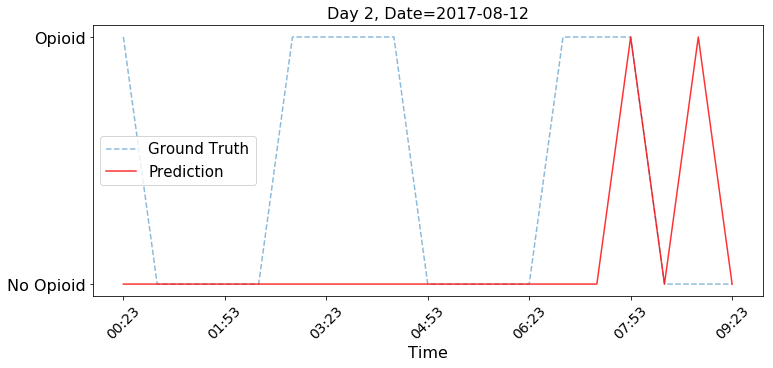 Day 2, Date=2017-08-12
Opioid
Ground Truth
Prediction
No Opioid
00:23
01:53
03:23
04:53
06:23
07:53
09:23
Time